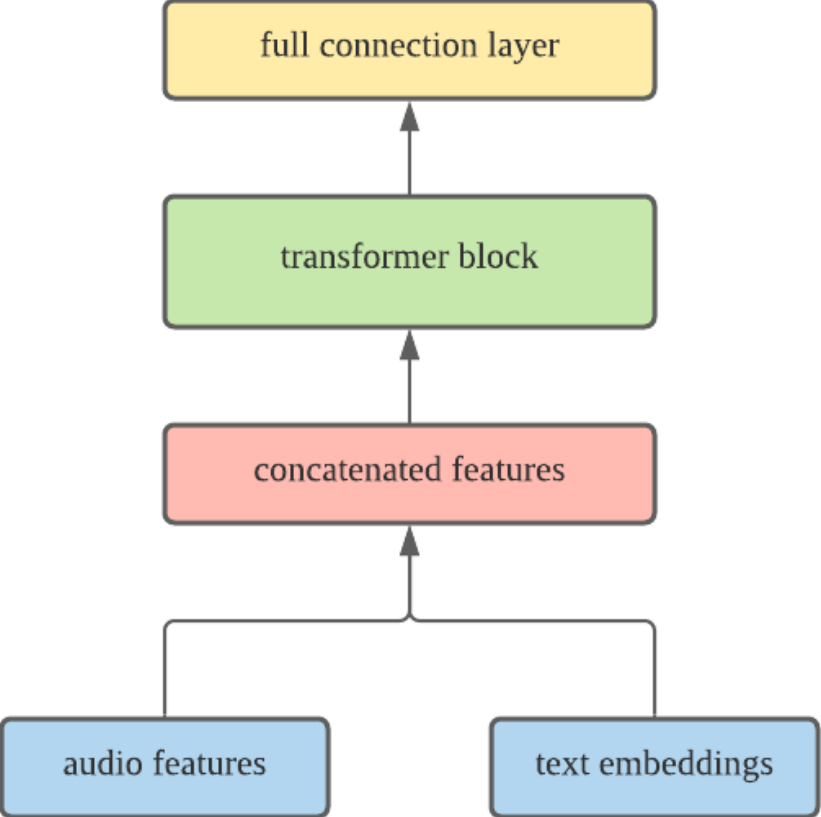 full connection layer
transformer block
concatenated features
audio features
text embeddings